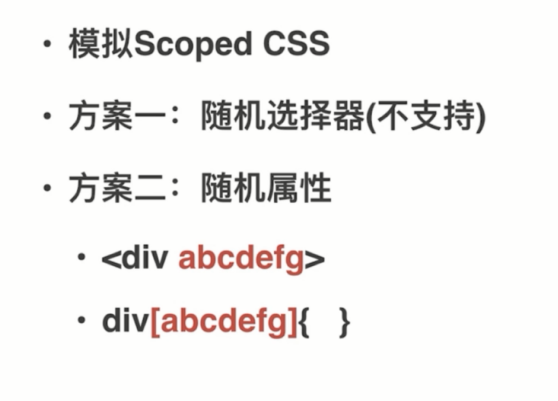 • 模拟Scoped CSS
• 方案一：随机选择器(不支持)
• 方案二：随机属性
• <div abcdefg>
• div[abcdefg]{ }